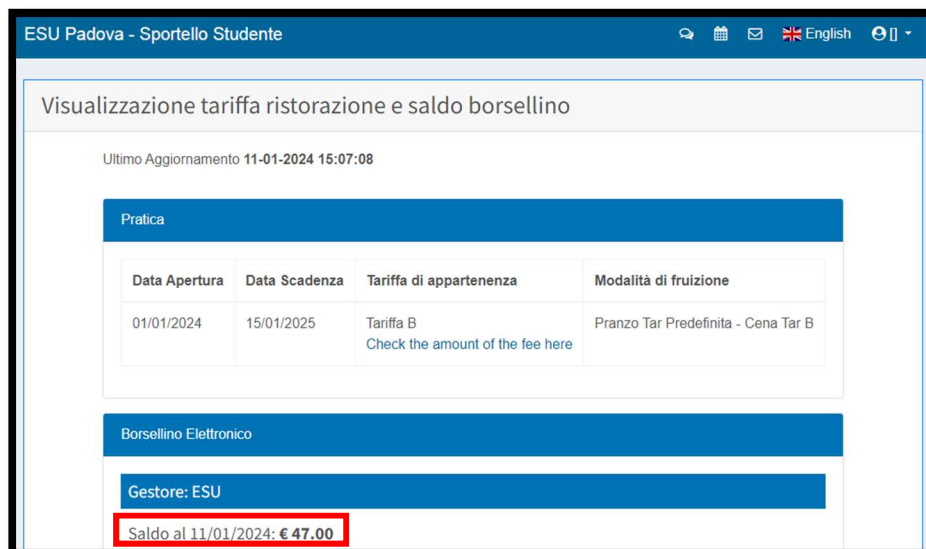 ESU Padova - Sportello Studente English []
Visualizzazione tariffa ristorazione e saldo borsellino
Ultimo Aggiornamento 11-01-2024 15:07:08
Pratica
Data Apertura Data Scadenza Tariffa di appartenenza Modalità di fruizione
01/01/2024 15/01/2025 Tariffa B Pranzo Tar Predefinita - Cena Tar B
Check the amount of the fee here
Borsellino Elettronico
Gestore: ESU
Saldo al 11/01/2024: € 47.00